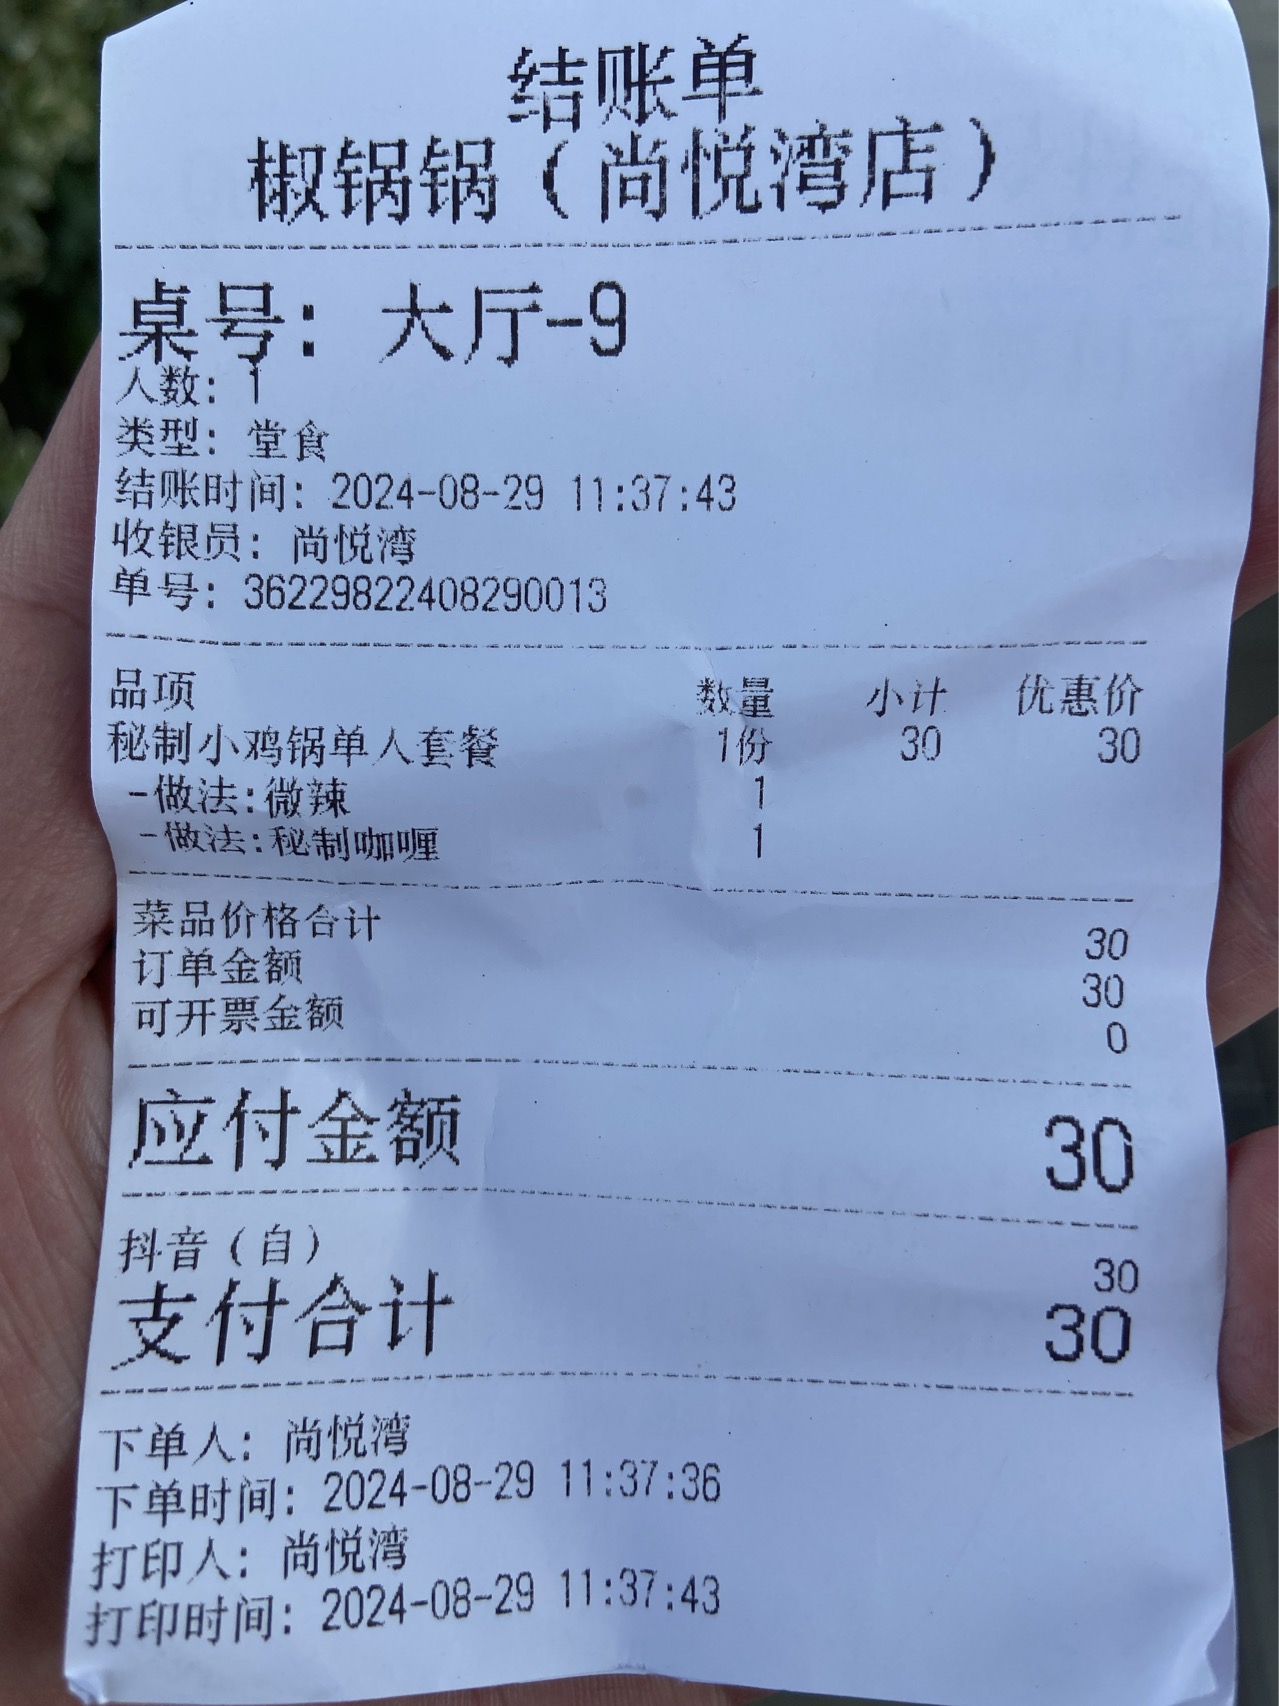 结账单
椒锅锅（尚悦湾店）
桌号：大厅-9
人数：1
类型：堂食
结账时间：2024-08-29 11:37:43
收银员：尚悦湾
单号：36229822408290013
品项 数量 小计 优惠价
秘制小鸡锅单人套餐 1份 30 30
-做法:微辣 1
-做法:秘制咖喱 1
菜品价格合计 30
订单金额 30
可开票金额 0
应付金额 30
抖音（自） 30
支付合计 30
下单人：尚悦湾
下单时间：2024-08-29 11:37:36
打印人：尚悦湾
打印时间：2024-08-29 11:37:43